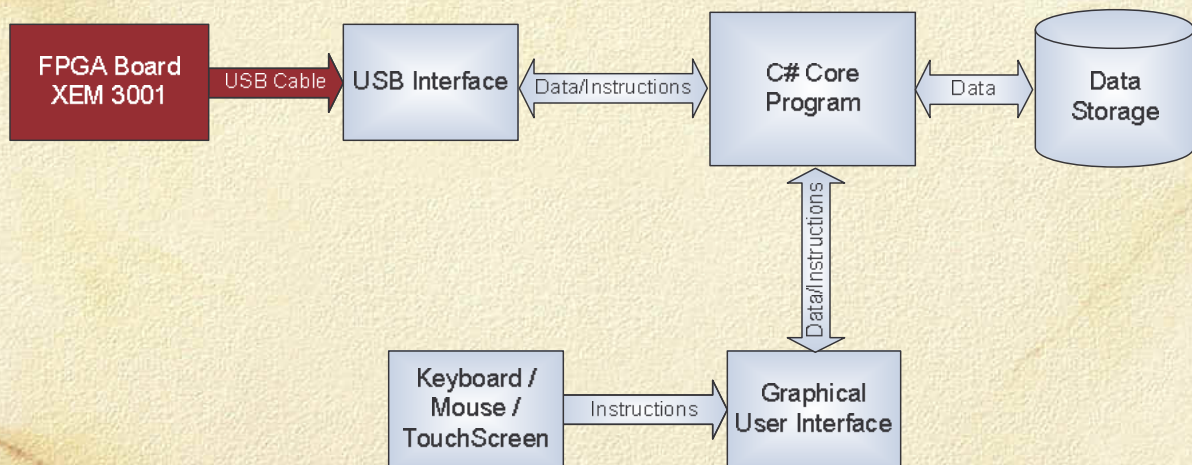 FPGA Board
XEM 3001
USB Cable
USB Interface
Data/Instructions
C# Core
Program
Data
Data
Storage
Data/Instructions
Keyboard /
Mouse /
TouchScreen
Instructions
Graphical
User Interface